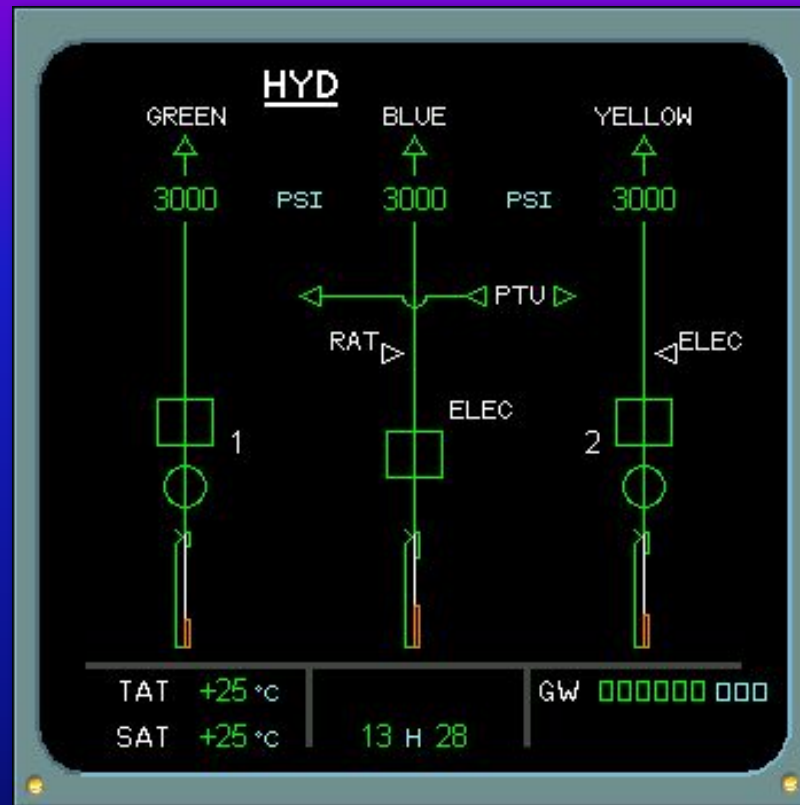 HYD
GREEN BLUE YELLOW
3000 PSI 3000 PSI 3000
PTU
RAT ELEC
ELEC
1 2
TAT +25 °C GW
SAT +25 °C 13 H 28